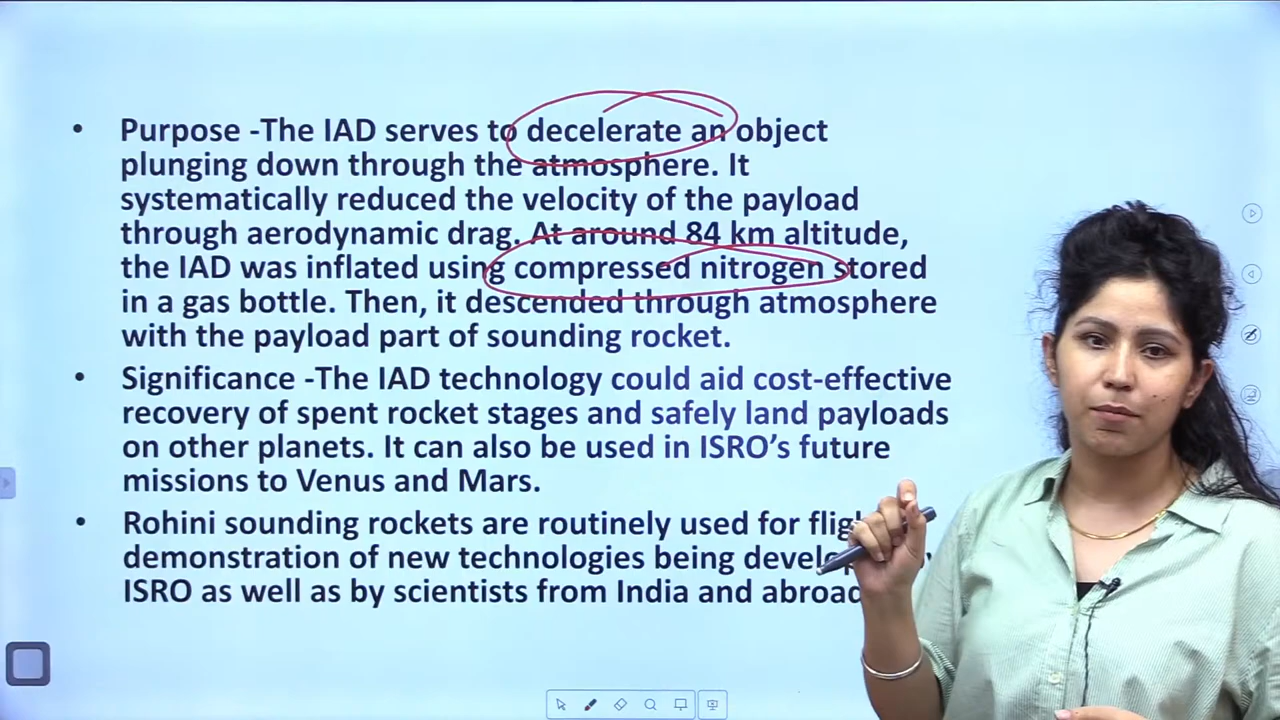 • Purpose -The IAD serves to decelerate an object
plunging down through the atmosphere. It
systematically reduced the velocity of the payload
through aerodynamic drag. At around 84 km altitude,
the IAD was inflated using compressed nitrogen stored
in a gas bottle. Then, it descended through atmosphere
with the payload part of sounding rocket.
• Significance -The IAD technology could aid cost-effective
recovery of spent rocket stages and safely land payloads
on other planets. It can also be used in ISRO's future
missions to Venus and Mars.
• Rohini sounding rockets are routinely used for
demonstration of new technologies being
ISRO as well as by scientists from India and abroad